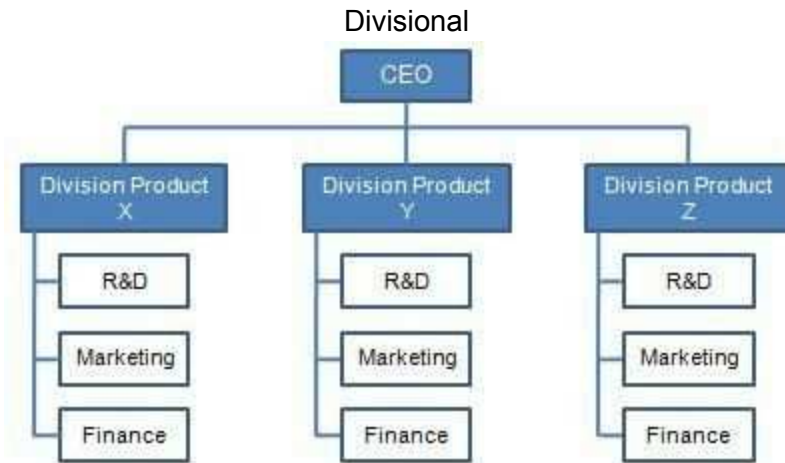 Divisional
CEO
Division Product
X
Division Product
Y
Division Product
Z
R&D
R&D
R&D
Marketing
Marketing
Marketing
Finance
Finance
Finance